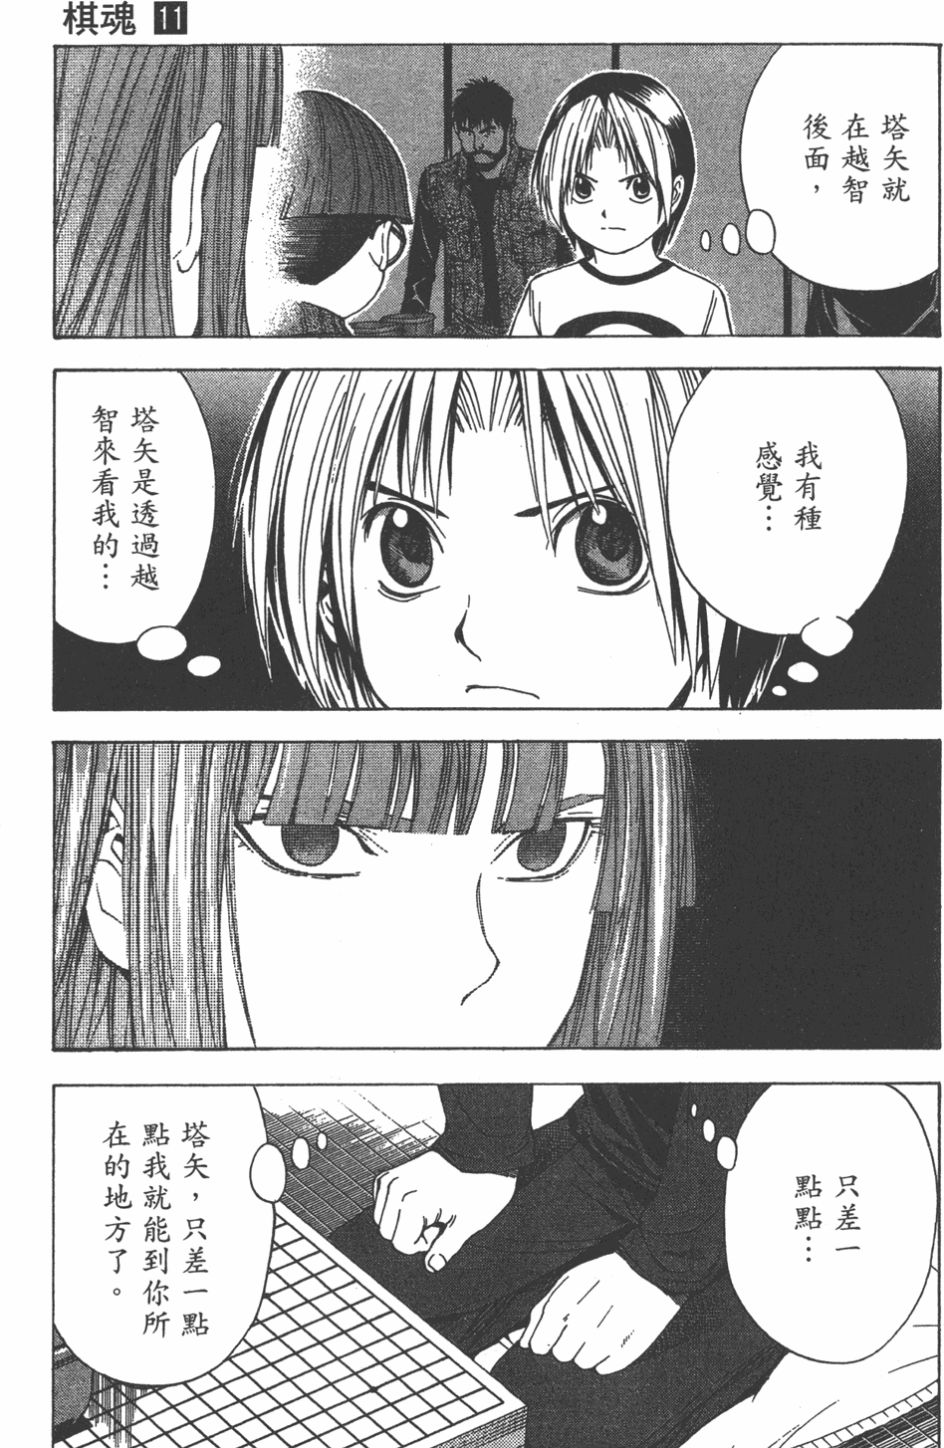 棋魂 11
塔矢就
在越智
後面，
我有種
感覺…
塔矢是透過越
智來看我的…
只差一
點點…
塔矢，只差一點
點我就能到你所
在的地方了。